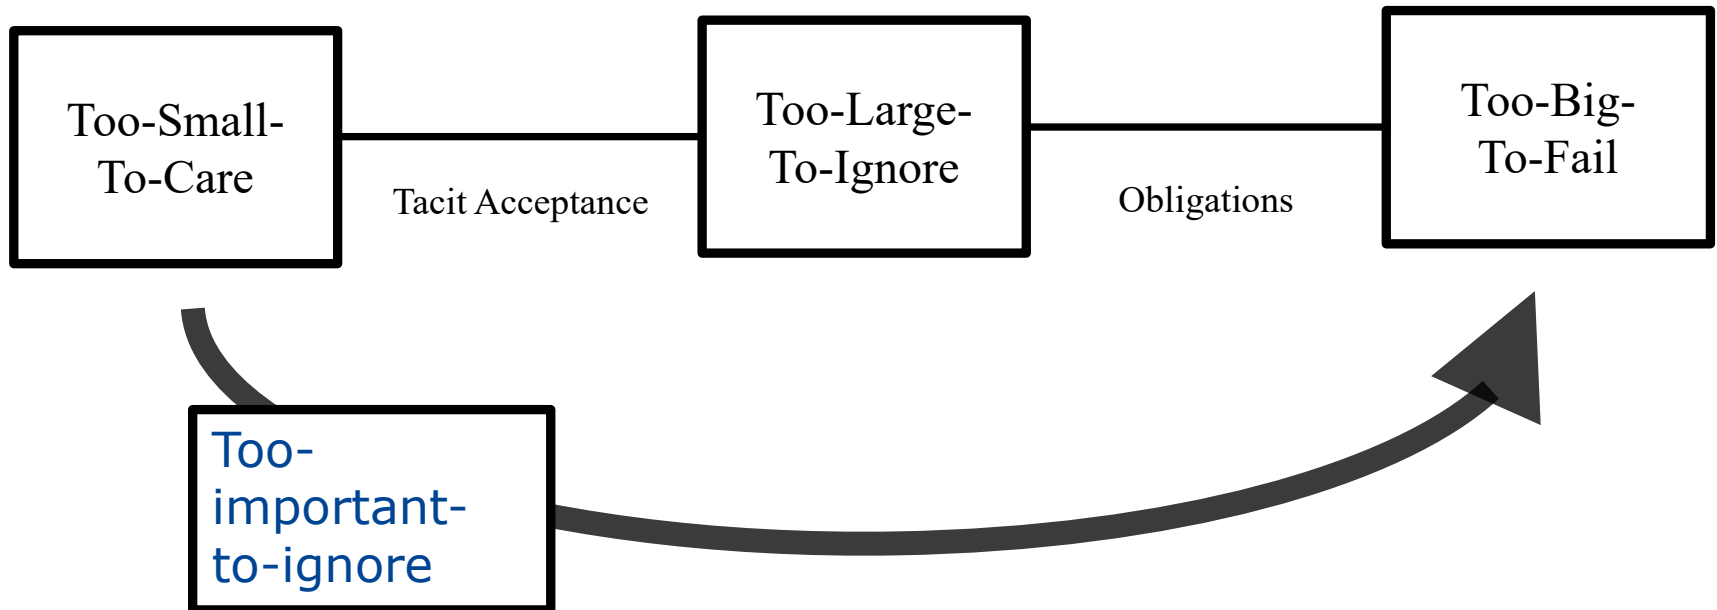 Too-Small-
To-Care
Tacit Acceptance
Too-Large-
To-Ignore
Obligations
Too-Big-
To-Fail
Too-
important-
to-ignore